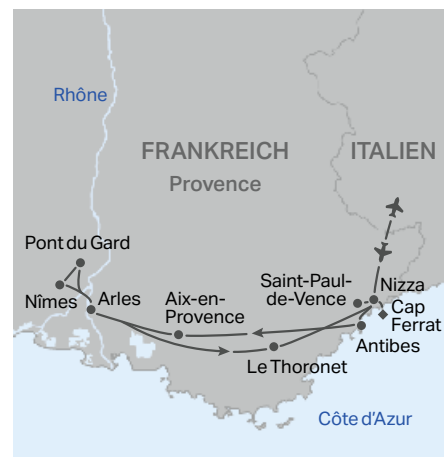 Rhône
FRANKREICH
ITALIEN
Provence
Pont du Gard
Nîmes
Arles
Aix-en-
Provence
Saint-Paul-
de-Vence
Nizza
Cap
Ferrat
Antibes
Le Thoronet
Côte d'Azur